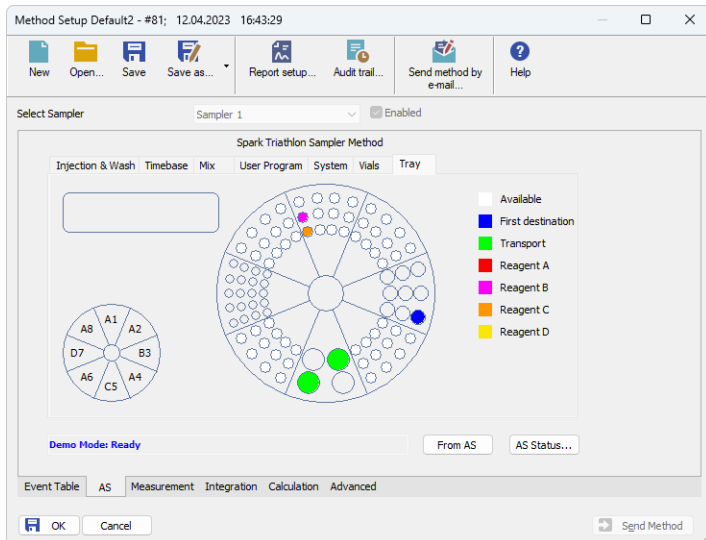 Method Setup Default2 - #81;   12.04.2023   16:43:29
New
Open...
Save
Save as...
Report setup...
Audit trail...
Send method by
e-mail...
Help
Select Sampler
Sampler 1
Enabled
Spark Triathlon Sampler Method
Injection & Wash
Timebase
Mix
User Program
System
Vials
Tray
Available
First destination
Transport
Reagent A
Reagent B
Reagent C
Reagent D
A1
A8
A2
D7
B3
A6
A4
C5
Demo Mode: Ready
From AS
AS Status...
Event Table
AS
Measurement
Integration
Calculation
Advanced
OK
Cancel
Send Method